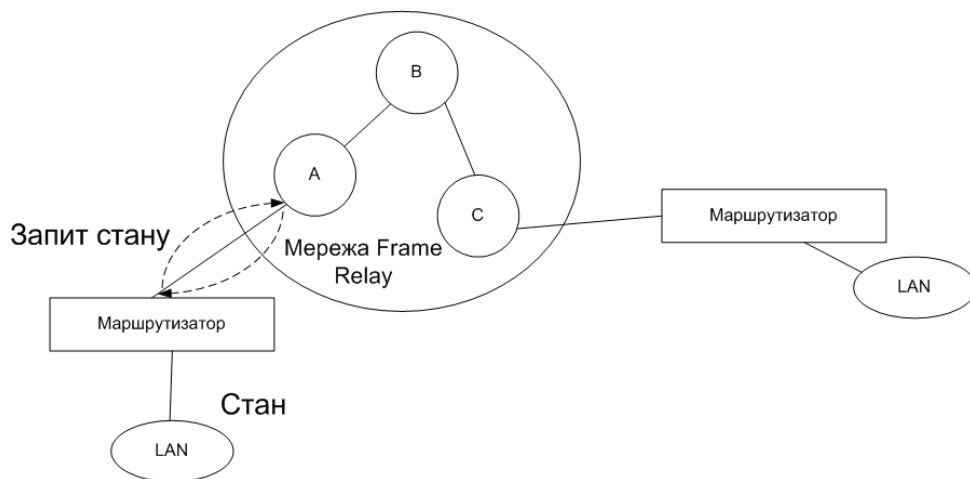 B
A
C
Запит стану
Мережа Frame
Relay
Маршрутизатор
LAN
Маршрутизатор
Стан
LAN